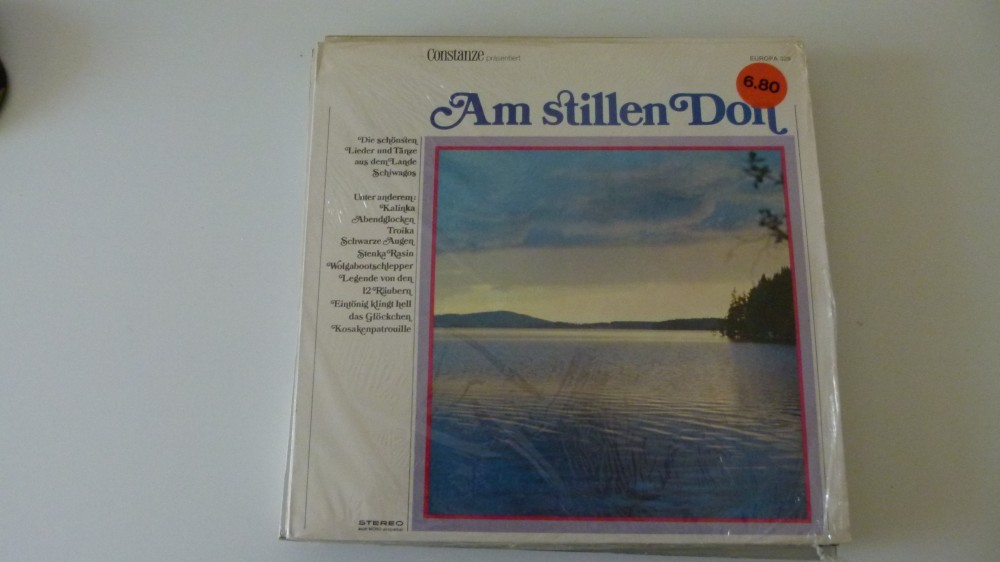 Constanze präsentiert
EUROPA
6.80
Am stillen Don
Die schönsten
Lieder und Tänze
aus dem Lande
Schiwagos
Unter anderem:
Kalinka
Abendglocken
Troika
Schwarze Augen
Stenka Rasin
Wolgabootschlepper
Legende von den
12 Räubern
Eintönig klingt hell
das Glöckchen
Kosakenpatrouille
STEREO